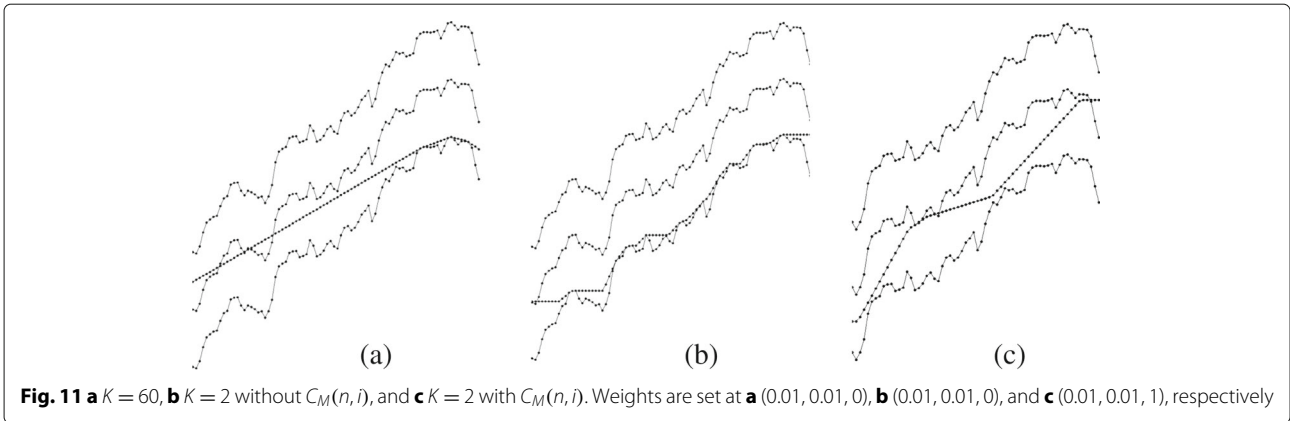 (a) (b) (c)
Fig. 11 a K = 60, b K = 2 without C_M(n, i), and c K = 2 with C_M(n, i). Weights are set at a (0.01, 0.01, 0), b (0.01, 0.01, 0), and c (0.01, 0.01, 1), respectively